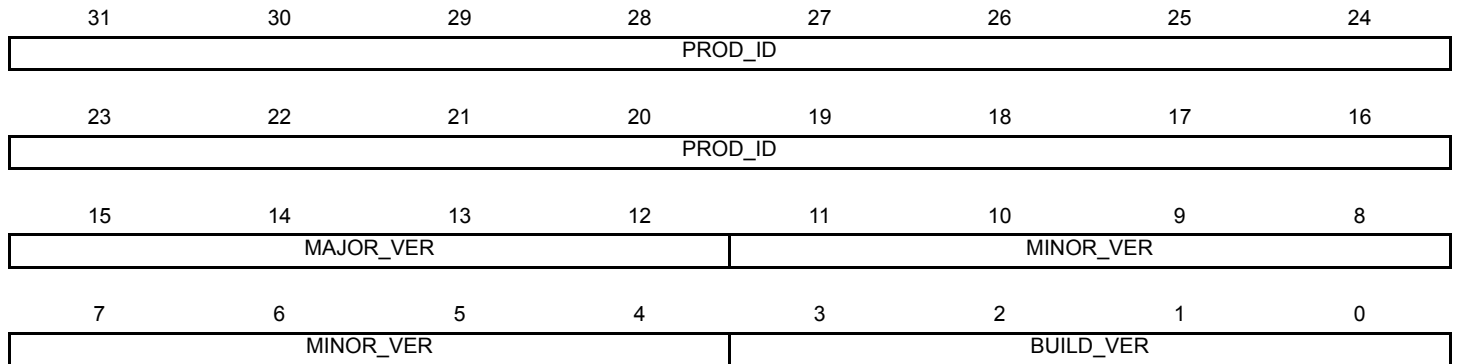 31 30 29 28 27 26 25 24
PROD_ID
23 22 21 20 19 18 17 16
PROD_ID
15 14 13 12 11 10 9 8
MAJOR_VER MINOR_VER
7 6 5 4 3 2 1 0
MINOR_VER BUILD_VER